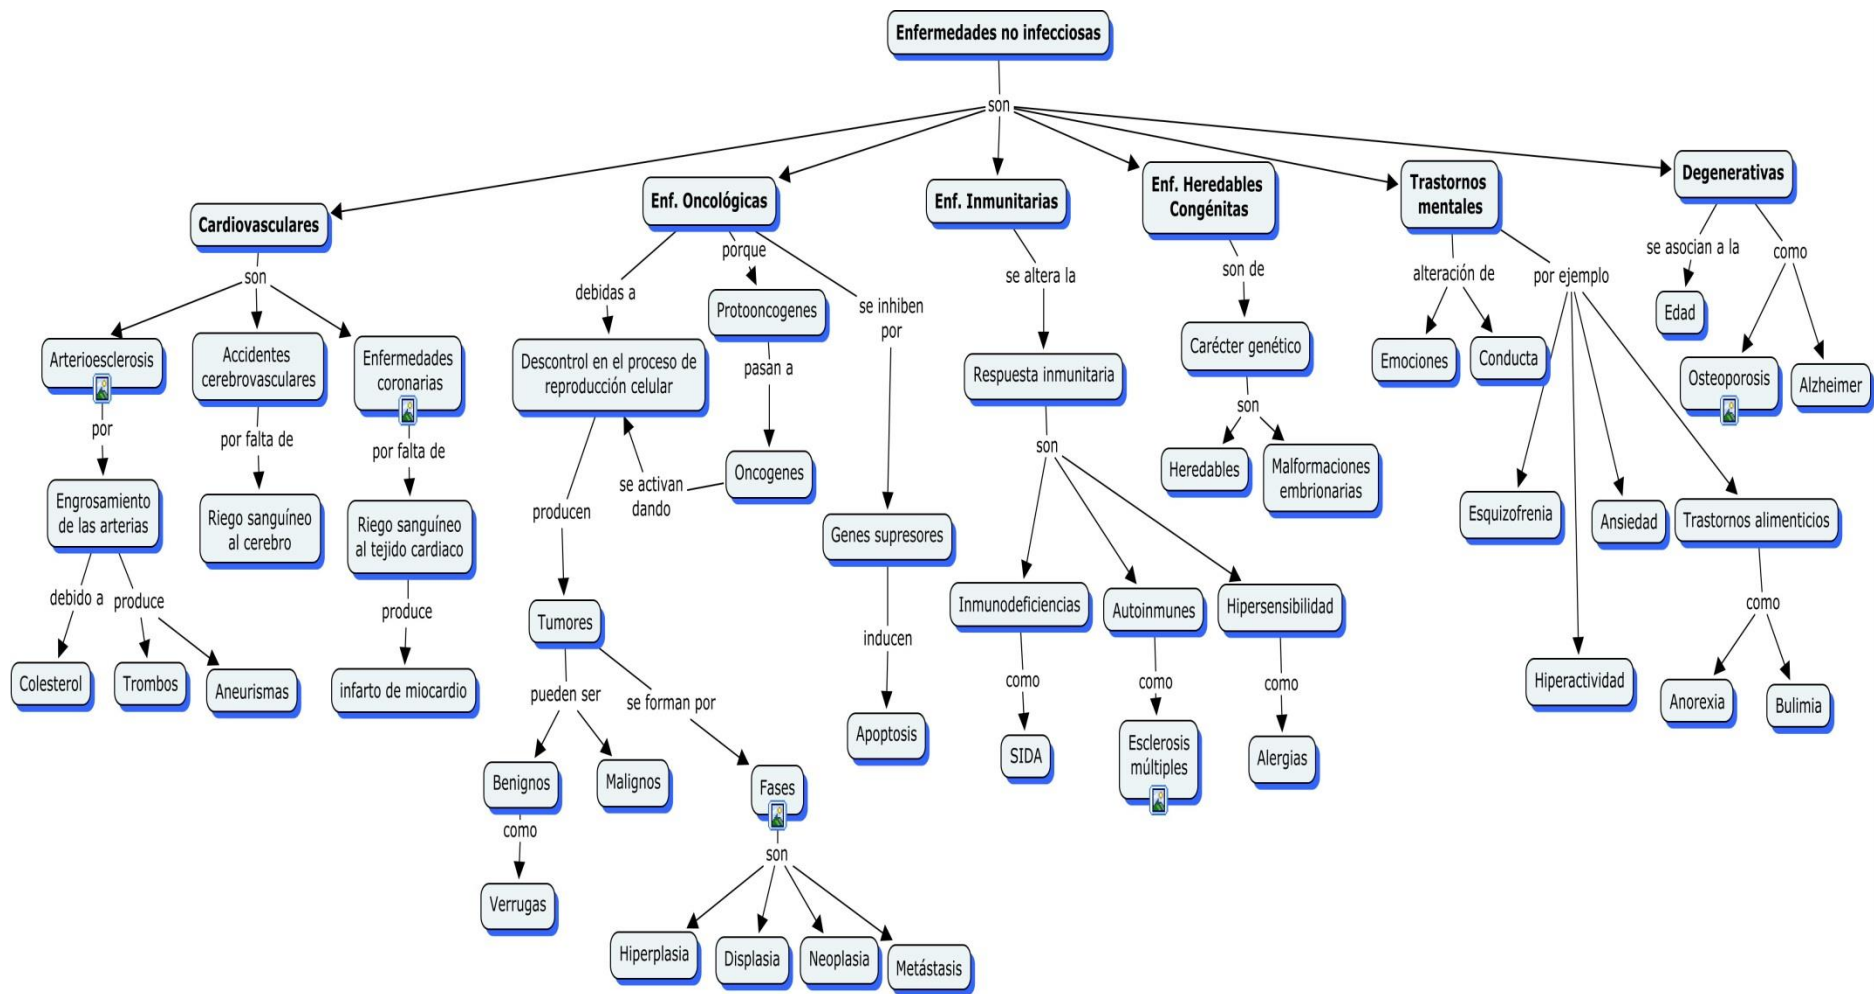 Enfermedades no infecciosas
son
Cardiovasculares
son
Arterioesclerosis
por
Engrosamiento
de las arterias
debido a
produce
Colesterol
Trombos
Aneurismas
Accidentes
cerebrovasculares
por falta de
Riego sanguíneo
al cerebro
Enfermedades
coronarias
por falta de
Riego sanguíneo
al tejido cardiaco
produce
infarto de miocardio
Enf. Oncológicas
debidas a
Descontrol en el proceso de
reproducción celular
producen
Tumores
pueden ser
Benignos
como
Verrugas
Malignos
se forman por
Fases
son
Hiperplasia
Displasia
Neoplasia
Metástasis
porque
Protooncogenes
pasan a
Oncogenes
se activan
dando
se inhiben
por
Genes supresores
inducen
Apoptosis
Enf. Inmunitarias
se altera la
Respuesta inmunitaria
son
Inmunodeficiencias
como
SIDA
Autoinmunes
como
Esclerosis
múltiples
Hipersensibilidad
como
Alergias
Enf. Heredables
Congénitas
son de
Carécter genético
son
Heredables
Malformaciones
embrionarias
Trastornos
mentales
alteración de
Emociones
Conducta
por ejemplo
Esquizofrenia
Hiperactividad
Ansiedad
Trastornos alimenticios
como
Anorexia
Bulimia
Degenerativas
se asocian a la
Edad
como
Osteoporosis
Alzheimer